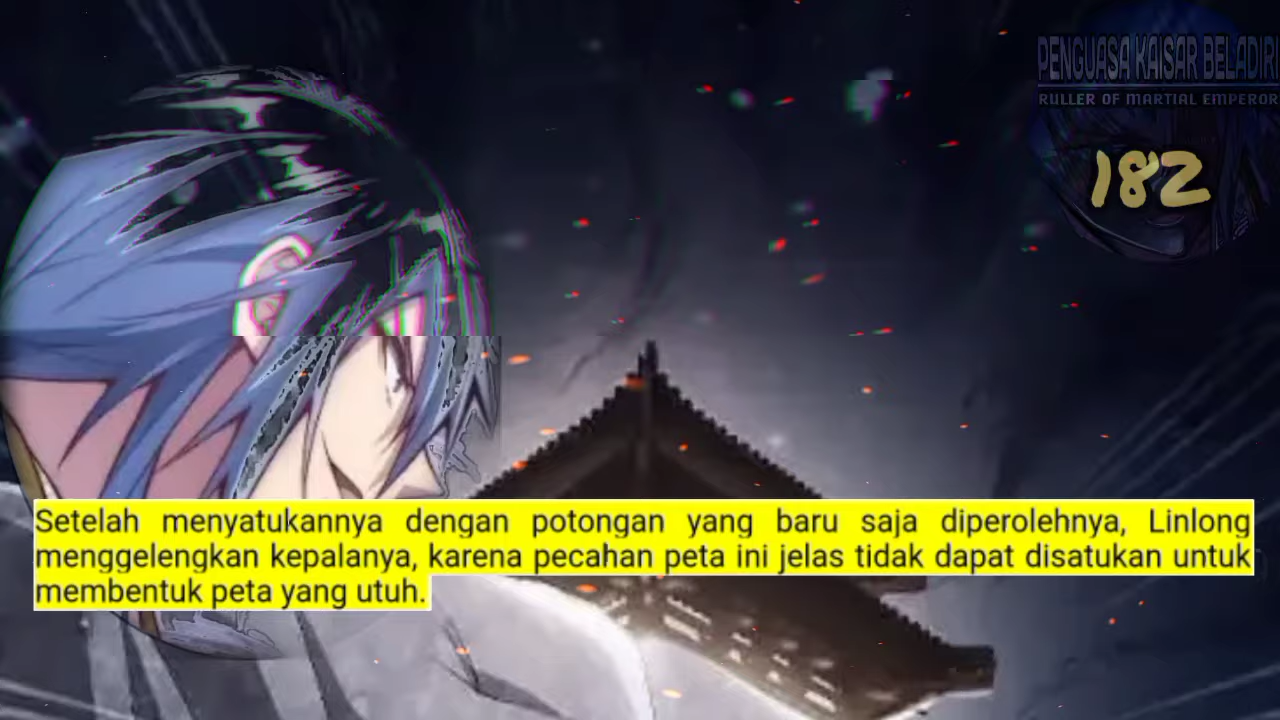 PENGUASA KAISAR BELADIRI
RULLER OF MARTIAL EMPEROR
182
Setelah menyatukannya dengan potongan yang baru saja diperolehnya, Linlong
menggelengkan kepalanya, karena pecahan peta ini jelas tidak dapat disatukan untuk
membentuk peta yang utuh.